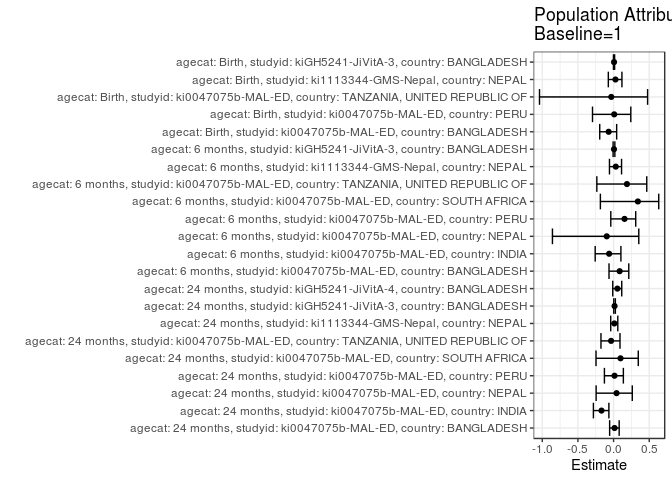 Population Attribu
Baseline=1
agecat: Birth, studyid: kiGH5241-JiVitA-3, country: BANGLADESH
agecat: Birth, studyid: ki1113344-GMS-Nepal, country: NEPAL
agecat: Birth, studyid: ki0047075b-MAL-ED, country: TANZANIA, UNITED REPUBLIC OF
agecat: Birth, studyid: ki0047075b-MAL-ED, country: PERU
agecat: Birth, studyid: ki0047075b-MAL-ED, country: BANGLADESH
agecat: 6 months, studyid: kiGH5241-JiVitA-3, country: BANGLADESH
agecat: 6 months, studyid: ki1113344-GMS-Nepal, country: NEPAL
agecat: 6 months, studyid: ki0047075b-MAL-ED, country: TANZANIA, UNITED REPUBLIC OF
agecat: 6 months, studyid: ki0047075b-MAL-ED, country: SOUTH AFRICA
agecat: 6 months, studyid: ki0047075b-MAL-ED, country: PERU
agecat: 6 months, studyid: ki0047075b-MAL-ED, country: NEPAL
agecat: 6 months, studyid: ki0047075b-MAL-ED, country: INDIA
agecat: 6 months, studyid: ki0047075b-MAL-ED, country: BANGLADESH
agecat: 24 months, studyid: kiGH5241-JiVitA-4, country: BANGLADESH
agecat: 24 months, studyid: kiGH5241-JiVitA-3, country: BANGLADESH
agecat: 24 months, studyid: ki1113344-GMS-Nepal, country: NEPAL
agecat: 24 months, studyid: ki0047075b-MAL-ED, country: TANZANIA, UNITED REPUBLIC OF
agecat: 24 months, studyid: ki0047075b-MAL-ED, country: SOUTH AFRICA
agecat: 24 months, studyid: ki0047075b-MAL-ED, country: PERU
agecat: 24 months, studyid: ki0047075b-MAL-ED, country: NEPAL
agecat: 24 months, studyid: ki0047075b-MAL-ED, country: INDIA
agecat: 24 months, studyid: ki0047075b-MAL-ED, country: BANGLADESH
-1.0 -0.5 0.0 0.5
Estimate